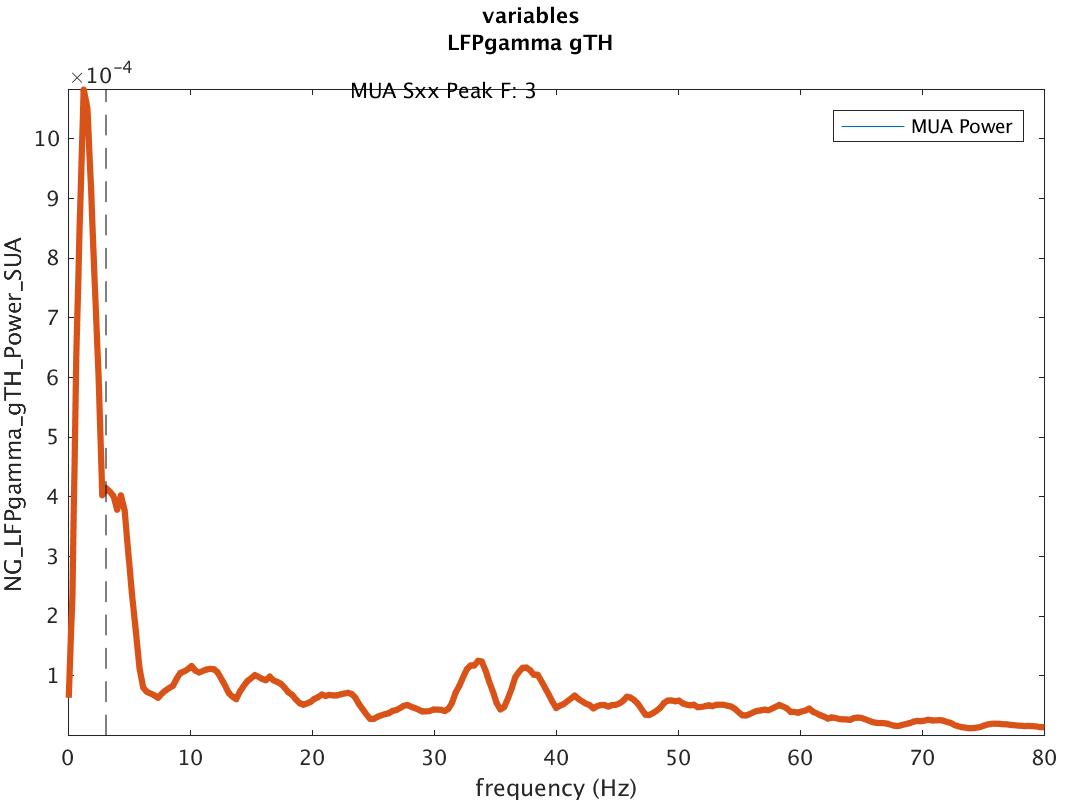 variables
LFPgamma gTH
×10⁻⁴
MUA Sxx Peak F: 3
MUA Power
10
9
8
7
6
5
4
3
2
1
NG_LFPgamma_gTH_Power_SUA
0 10 20 30 40 50 60 70 80
frequency (Hz)